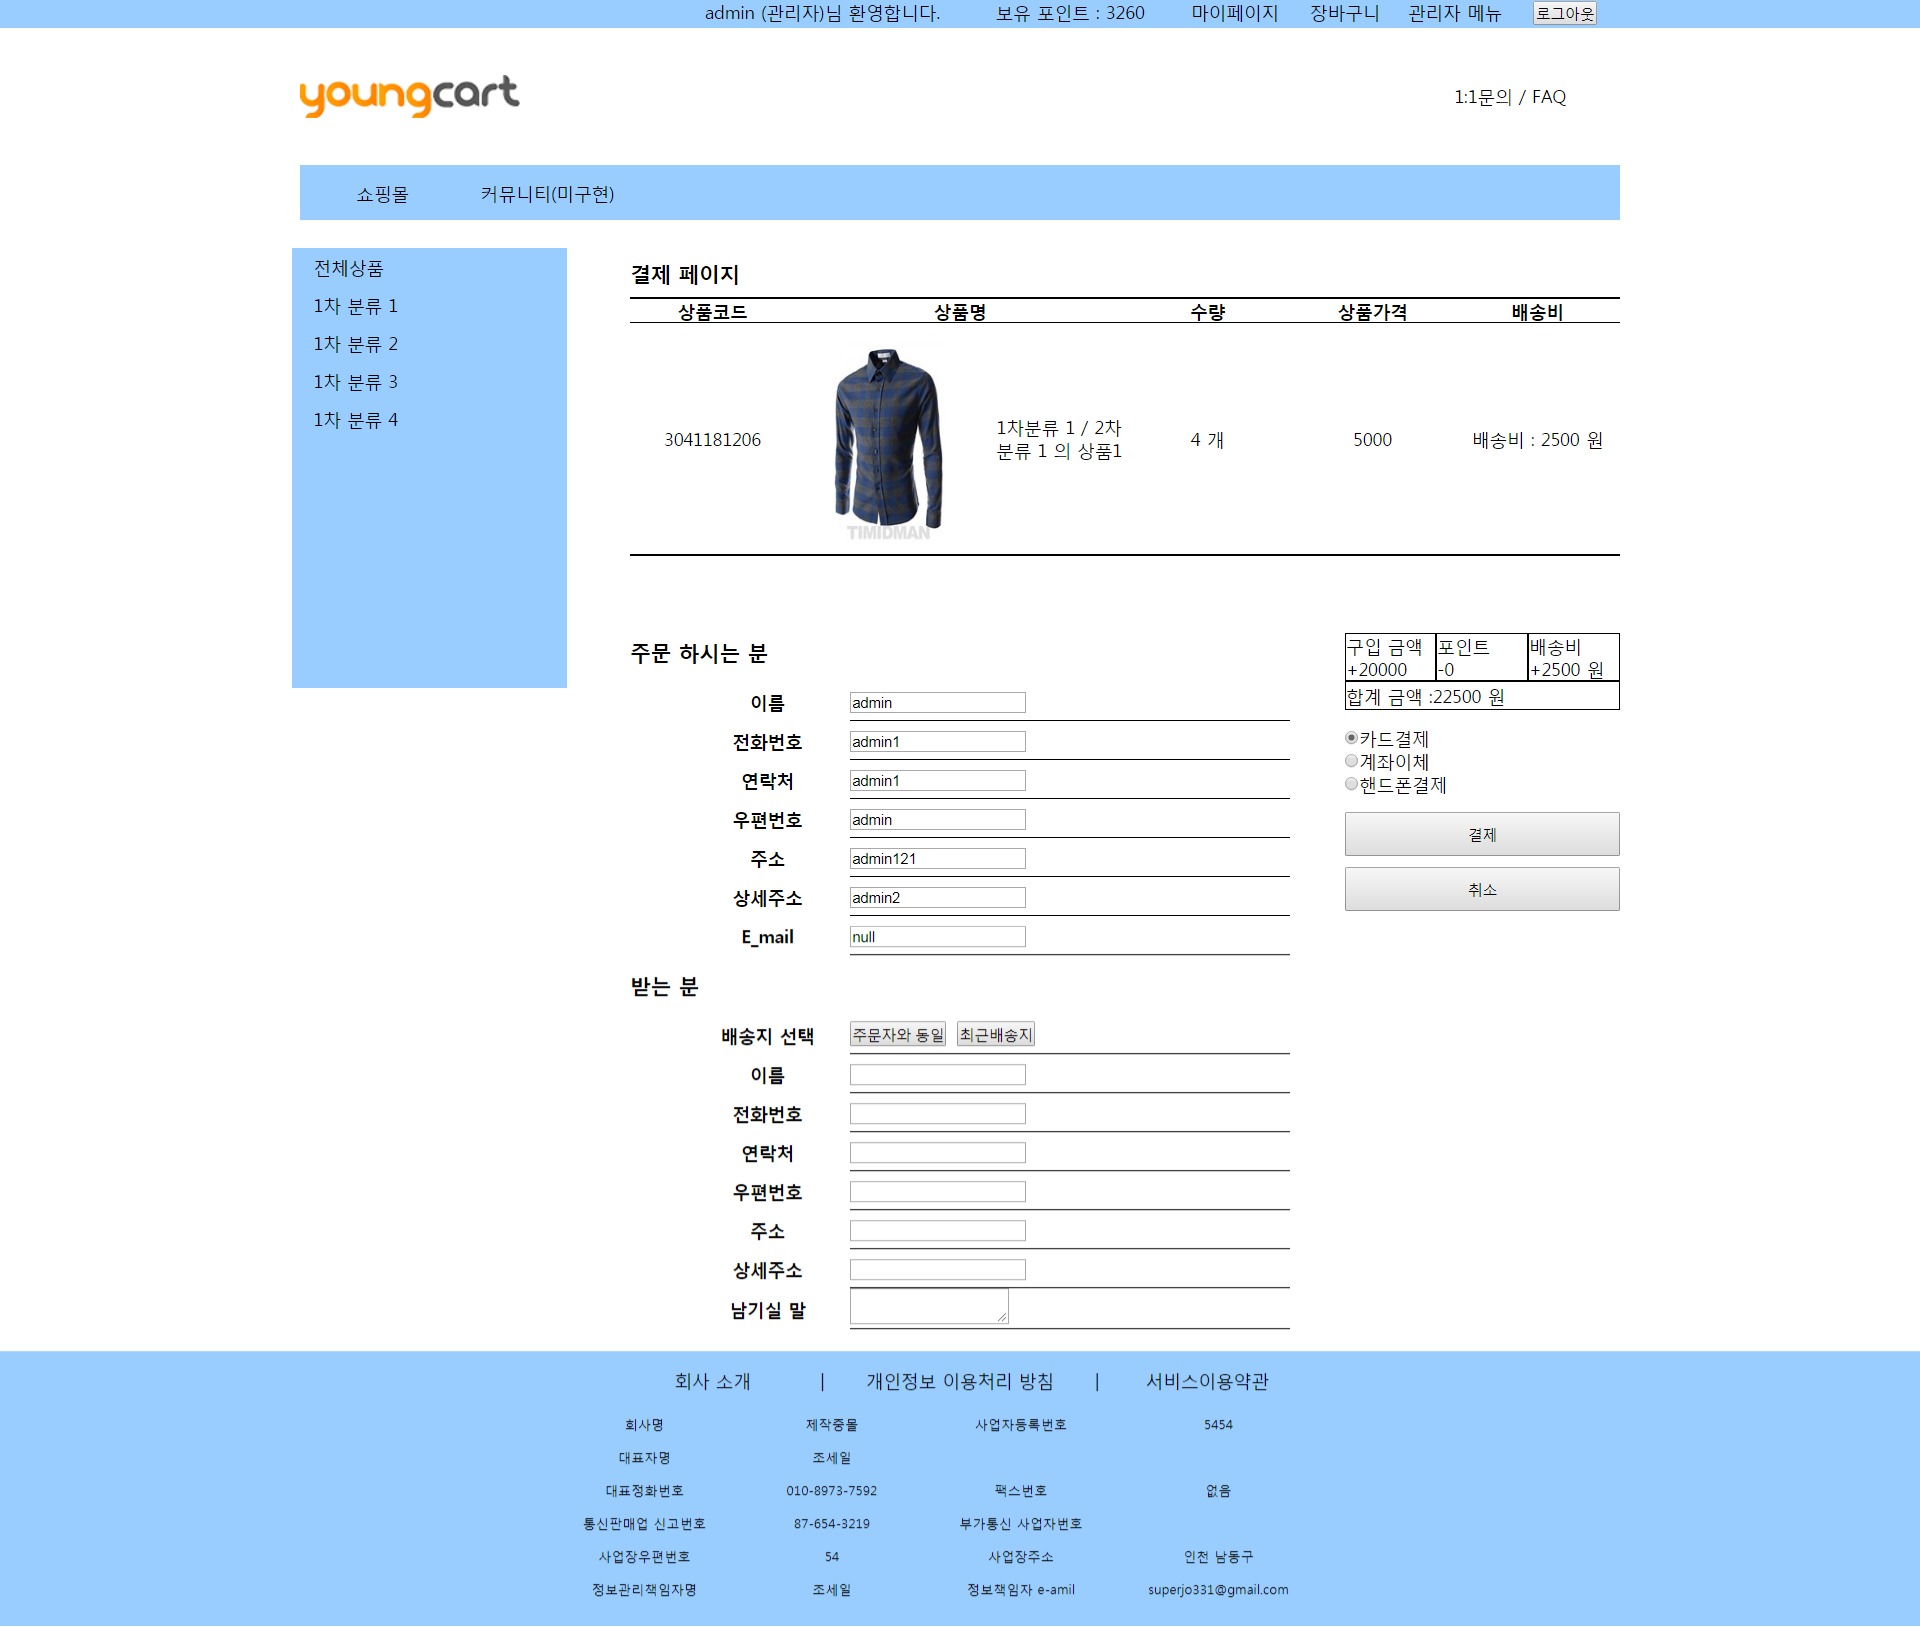 admin (관리자)님 환영합니다. 보유 포인트 : 3260 마이페이지 장바구니 관리자 메뉴 로그아웃
youngcart
1:1문의 / FAQ
쇼핑몰 커뮤니티(미구현)
전체상품
1차 분류 1
1차 분류 2
1차 분류 3
1차 분류 4
결제 페이지
상품코드 상품명 수량 상품가격 배송비
3041181206 1차분류 1 / 2차 4 개 5000 배송비 : 2500 원
분류 1 의 상품1
TIMIDMAN
주문 하시는 분
이름 admin
전화번호 admin1
연락처 admin1
우편번호 admin
주소 admin121
상세주소 admin2
E_mail null
구입 금액 포인트 배송비
+20000 -0 +2500 원
합계 금액 :22500 원
카드결제
계좌이체
핸드폰결제
결제
취소
받는 분
배송지 선택 주문자와 동일 최근배송지
이름
전화번호
연락처
우편번호
주소
상세주소
남기실 말
회사 소개 | 개인정보 이용처리 방침 | 서비스이용약관
회사명 제작중몰 사업자등록번호 5454
대표자명 조세일
대표정화번호 010-8973-7592 팩스번호 없음
통신판매업 신고번호 87-654-3219 부가통신 사업자번호
사업장우편번호 54 사업장주소 인천 남동구
정보관리책임자명 조세일 정보책임자 e-amil superjo331@gmail.com